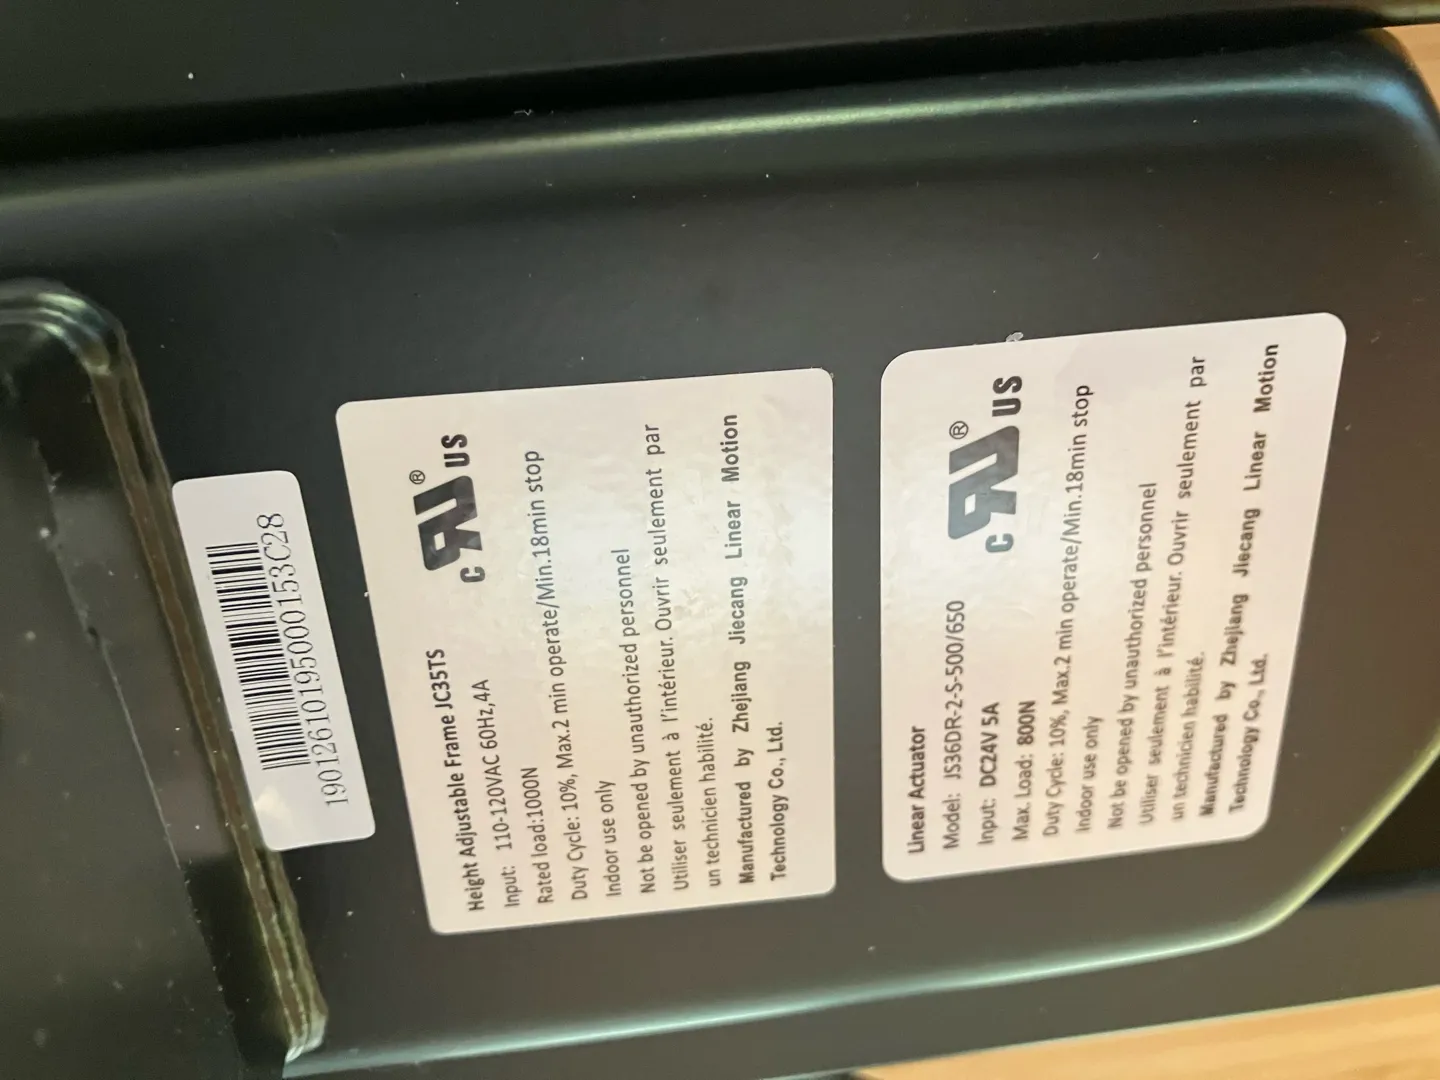 19012610195000153C28
Height Adjustable Frame JC35TS
Input: 110-120VAC 60Hz,4A
Rated load:1000N
Duty Cycle: 10%, Max.2 min operate/Min.18min stop
Indoor use only
Not be opened by unauthorized personnel
Utiliser seulement à l'intérieur. Ouvrir seulement par
un technicien habilité.
Manufactured by Zhejiang Jiecang Linear Motion
Technology Co., Ltd.
c RU ® US
Linear Actuator
Model: JS36DR-2-S-500/650
Input: DC24V 5A
Max. Load: 800N
Duty Cycle: 10%, Max.2 min operate/Min.18min stop
Indoor use only
Not be opened by unauthorized personnel
Utiliser seulement à l'intérieur. Ouvrir seulement par
un technicien habilité.
Manufactured by Zhejiang Jiecang Linear Motion
Technology Co., Ltd.
c RU ® US